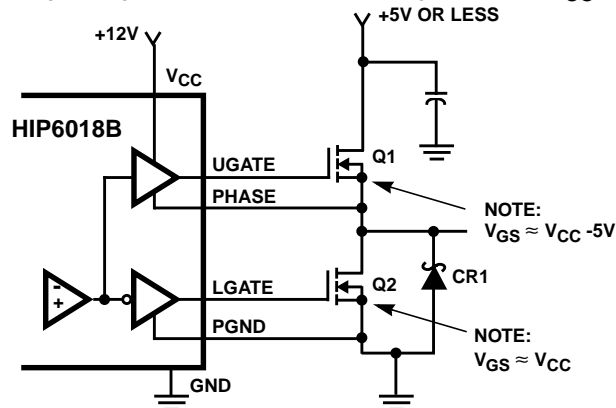 +5V OR LESS
+12V
VCC
HIP6018B
UGATE
Q1
PHASE
NOTE:
VGS ≈ VCC -5V
LGATE
Q2
CR1
- +
PGND
NOTE:
VGS ≈ VCC
GND